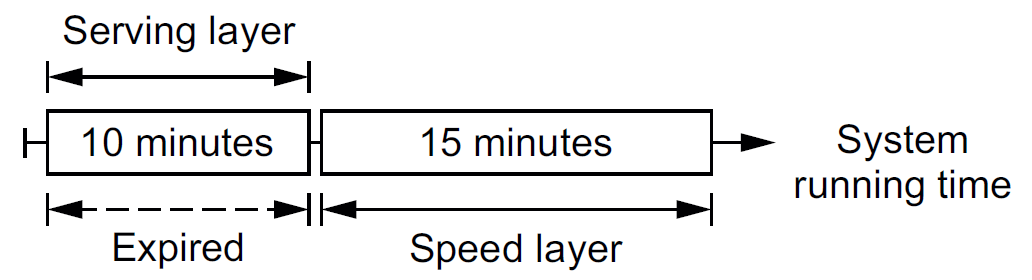 Serving layer
10 minutes
15 minutes
System
running time
Expired
Speed layer